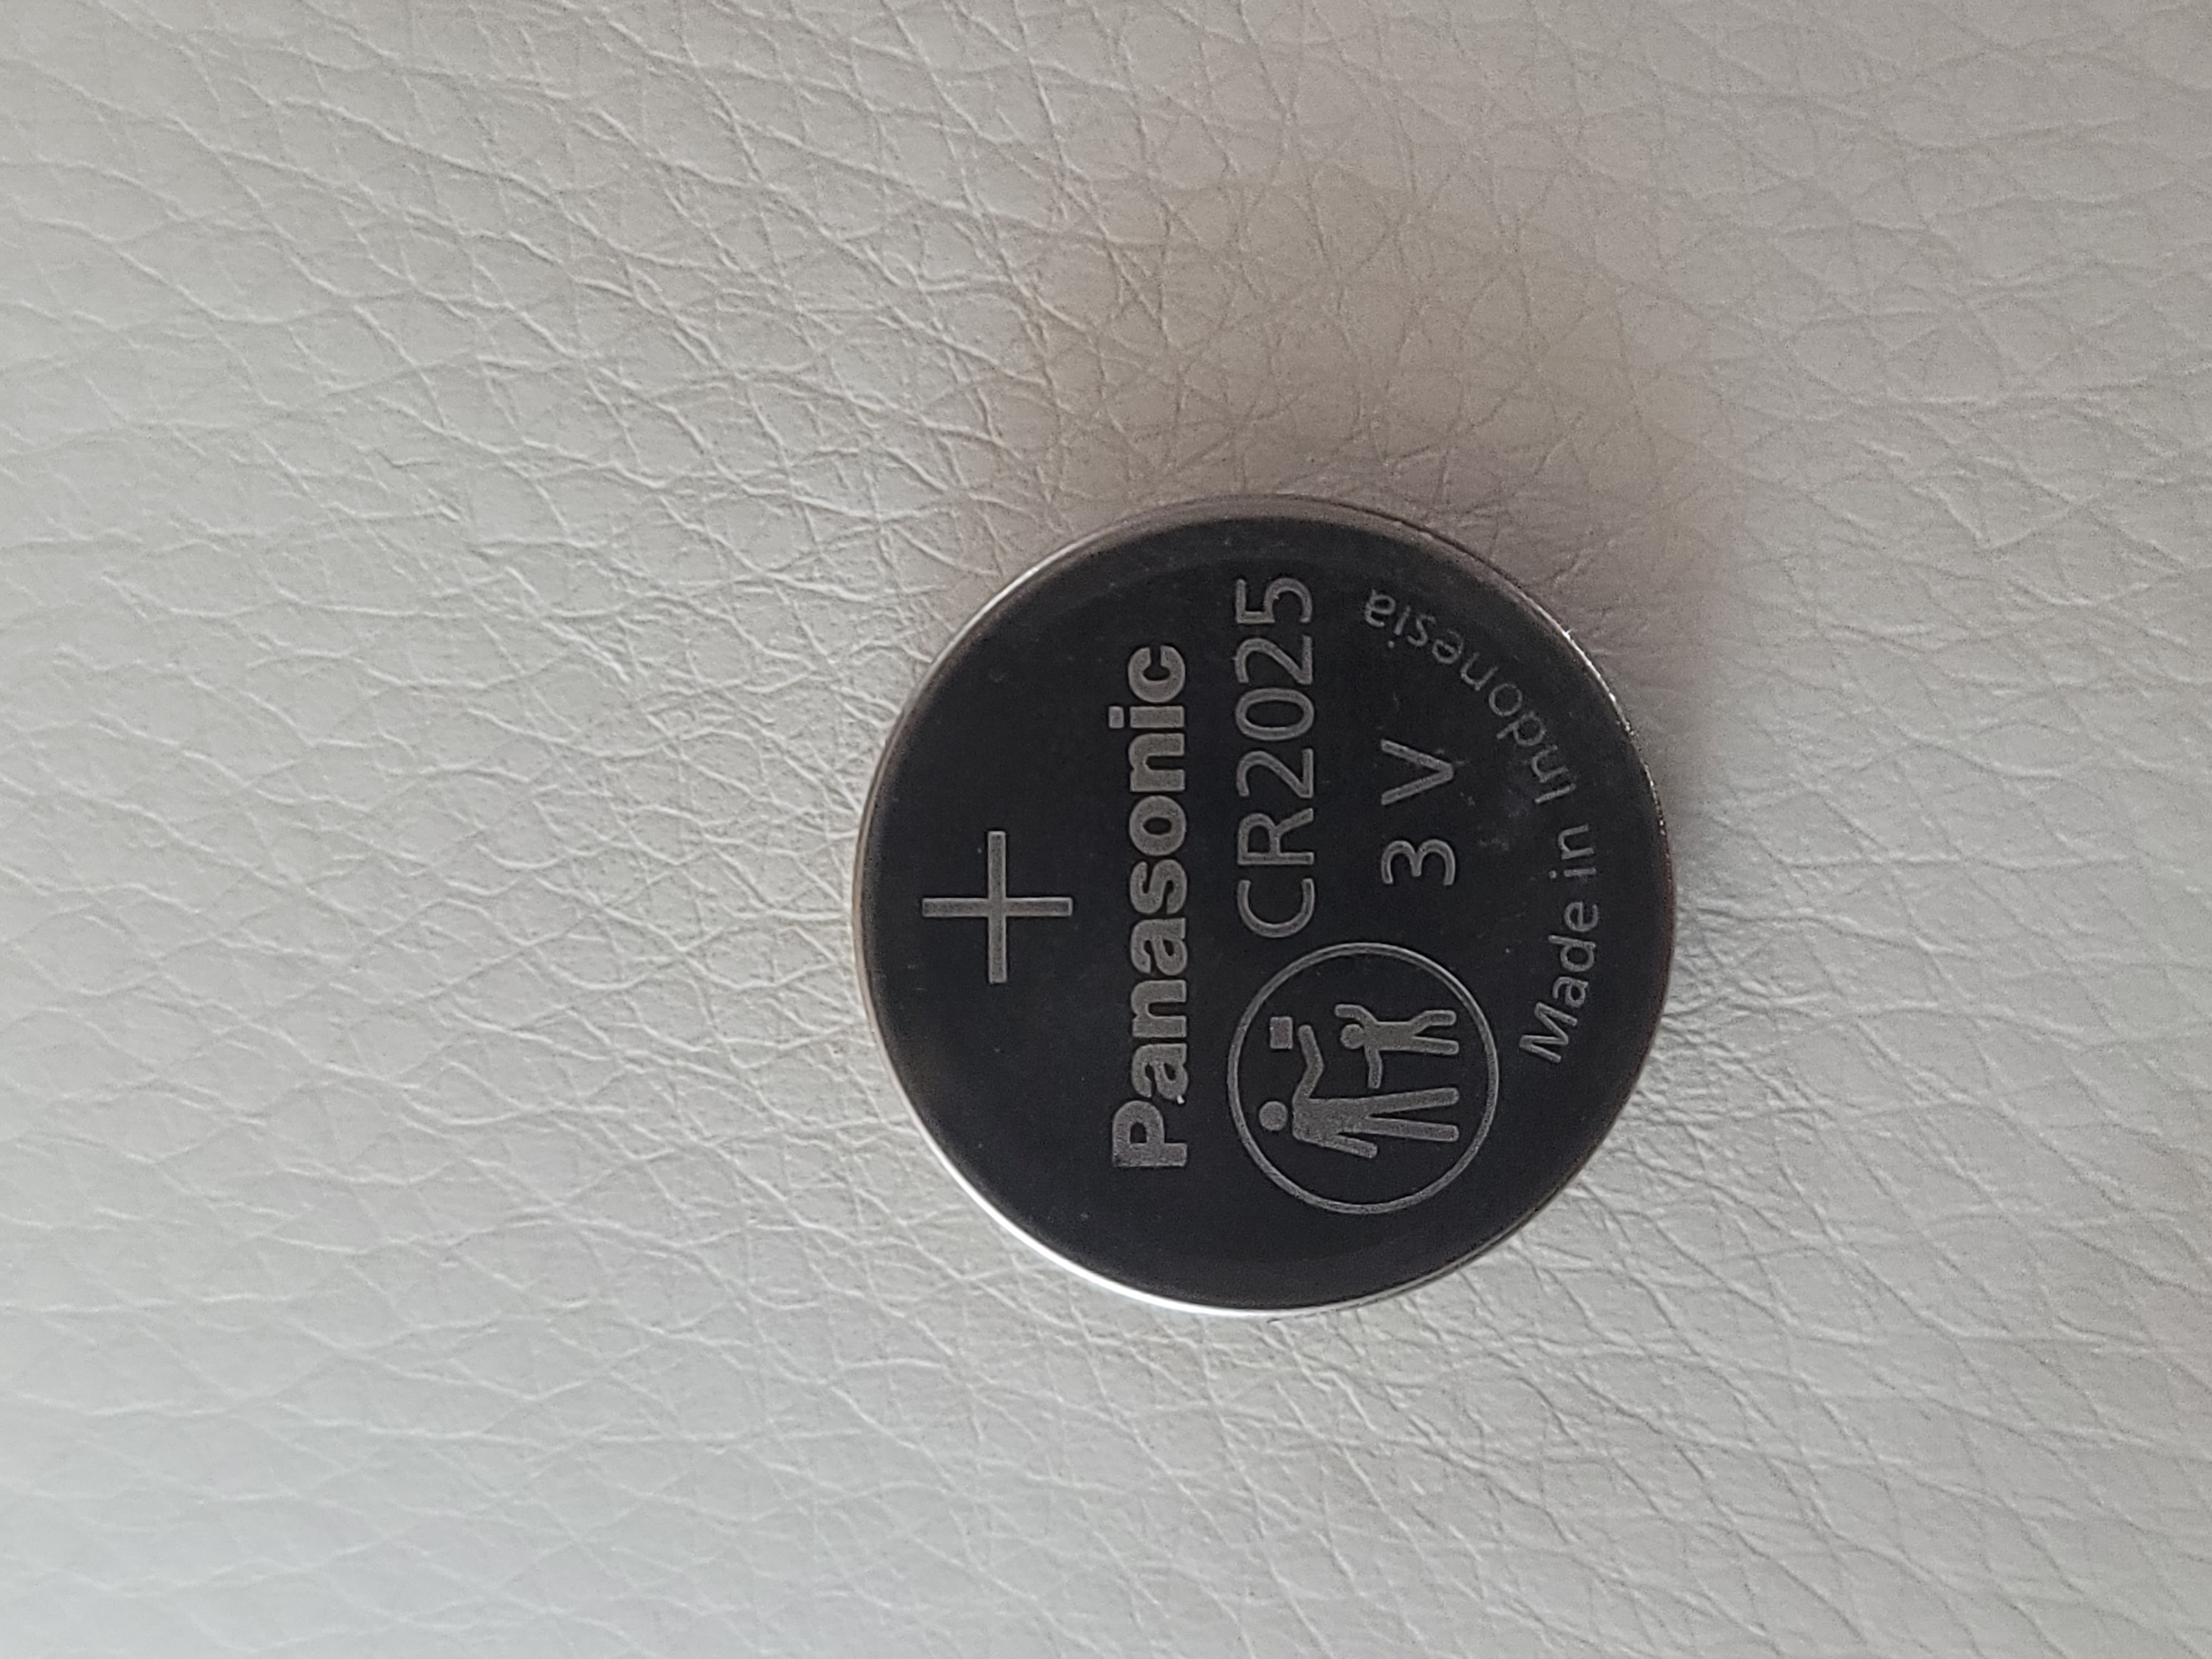 +
Panasonic
CR2025
3 V
Made in Indonesia